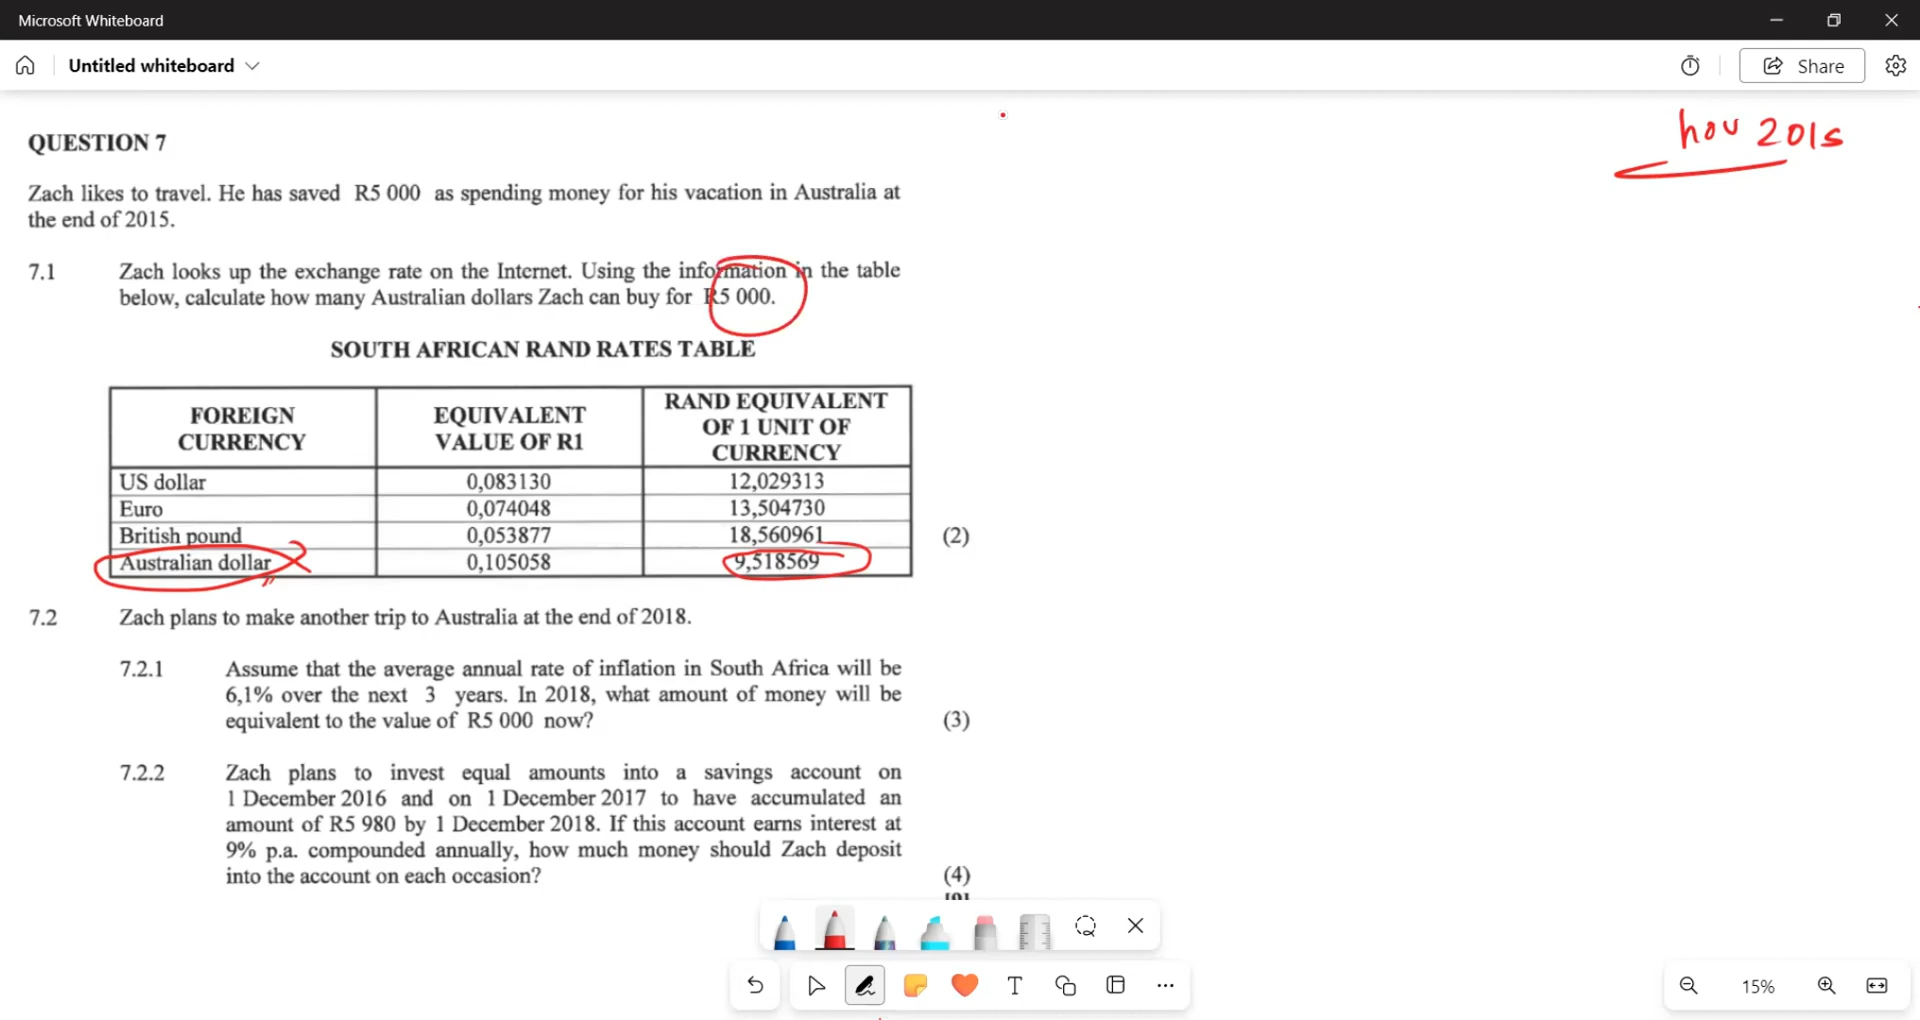 Microsoft Whiteboard
Untitled whiteboard
Share
nov 2015
QUESTION 7
Zach likes to travel. He has saved R5 000 as spending money for his vacation in Australia at
the end of 2015.
7.1 Zach looks up the exchange rate on the Internet. Using the information in the table
below, calculate how many Australian dollars Zach can buy for R5 000.
SOUTH AFRICAN RAND RATES TABLE
FOREIGN CURRENCY EQUIVALENT VALUE OF R1 RAND EQUIVALENT OF 1 UNIT OF CURRENCY
US dollar 0,083130 12,029313
Euro 0,074048 13,504730
British pound 0,053877 18,560961 (2)
Australian dollar 0,105058 9,518569
7.2 Zach plans to make another trip to Australia at the end of 2018.
7.2.1 Assume that the average annual rate of inflation in South Africa will be
6,1% over the next 3 years. In 2018, what amount of money will be
equivalent to the value of R5 000 now? (3)
7.2.2 Zach plans to invest equal amounts into a savings account on
1 December 2016 and on 1 December 2017 to have accumulated an
amount of R5 980 by 1 December 2018. If this account earns interest at
9% p.a. compounded annually, how much money should Zach deposit
into the account on each occasion? (4)
15%